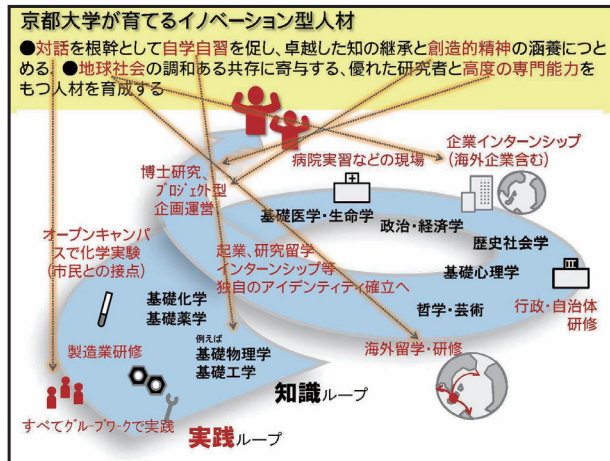 京都大学が育てるイノベーション型人材
●対話を根幹として自学自習を促し、卓越した知の継承と創造的精神の涵養につと
める ●地球社会の調和ある共存に寄与する、優れた研究者と高度の専門能力を
もつ人材を育成する
博士研究、
プロジェクト型
企画運営
病院実習などの現場
企業インターンシップ
(海外企業含む)
基礎医学・生命学
政治・経済学
歴史社会学
基礎心理学
哲学・芸術
行政・自治体
研修
オープンキャンパ
スで化学実験
(市民との接点)
起業、研究留学
インターンシップ等
独自のアイデンティティ確立へ
基礎化学
基礎薬学
例えば
基礎物理学
基礎工学
製造業研修
海外留学・研修
知識ループ
すべてグループワークで実践
実践ループ